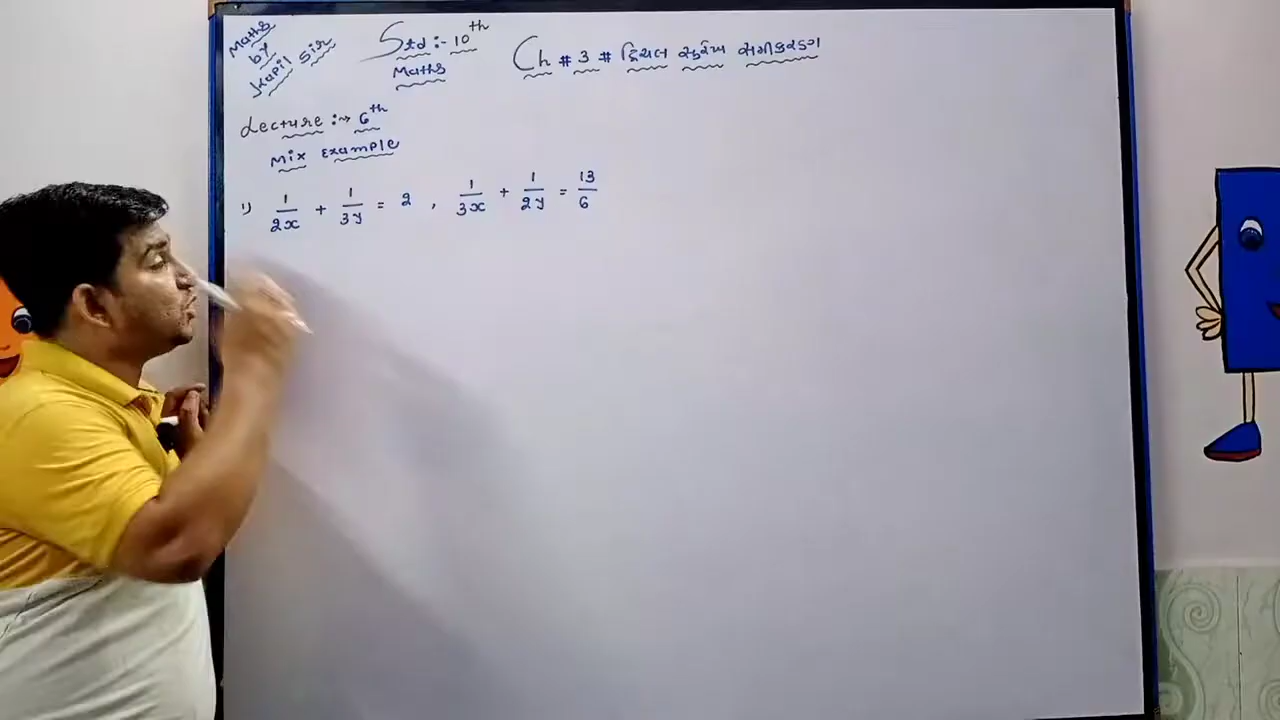 Maths
by
Kapil Sir
Std :- 10th
Maths
Ch # 3 # દ્વિચલ સુરેખ સમીકરણ
Lecture :→ 6th
Mix Example
1) 1/2x + 1/3y = 2 , 1/3x + 1/2y = 13/6